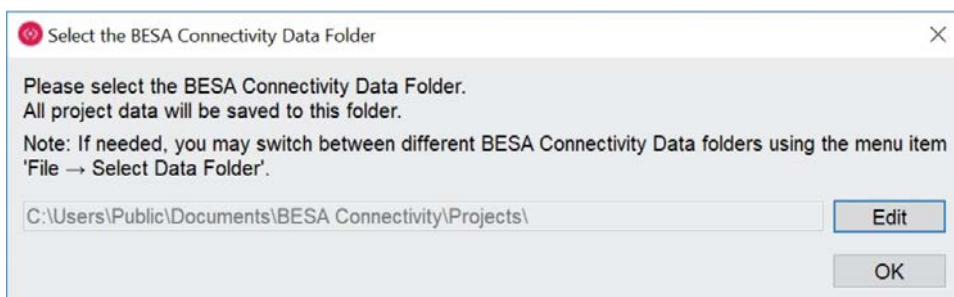 Select the BESA Connectivity Data Folder
Please select the BESA Connectivity Data Folder.
All project data will be saved to this folder.
Note: If needed, you may switch between different BESA Connectivity Data folders using the menu item
'File → Select Data Folder'.
C:\Users\Public\Documents\BESA Connectivity\Projects\
Edit
OK